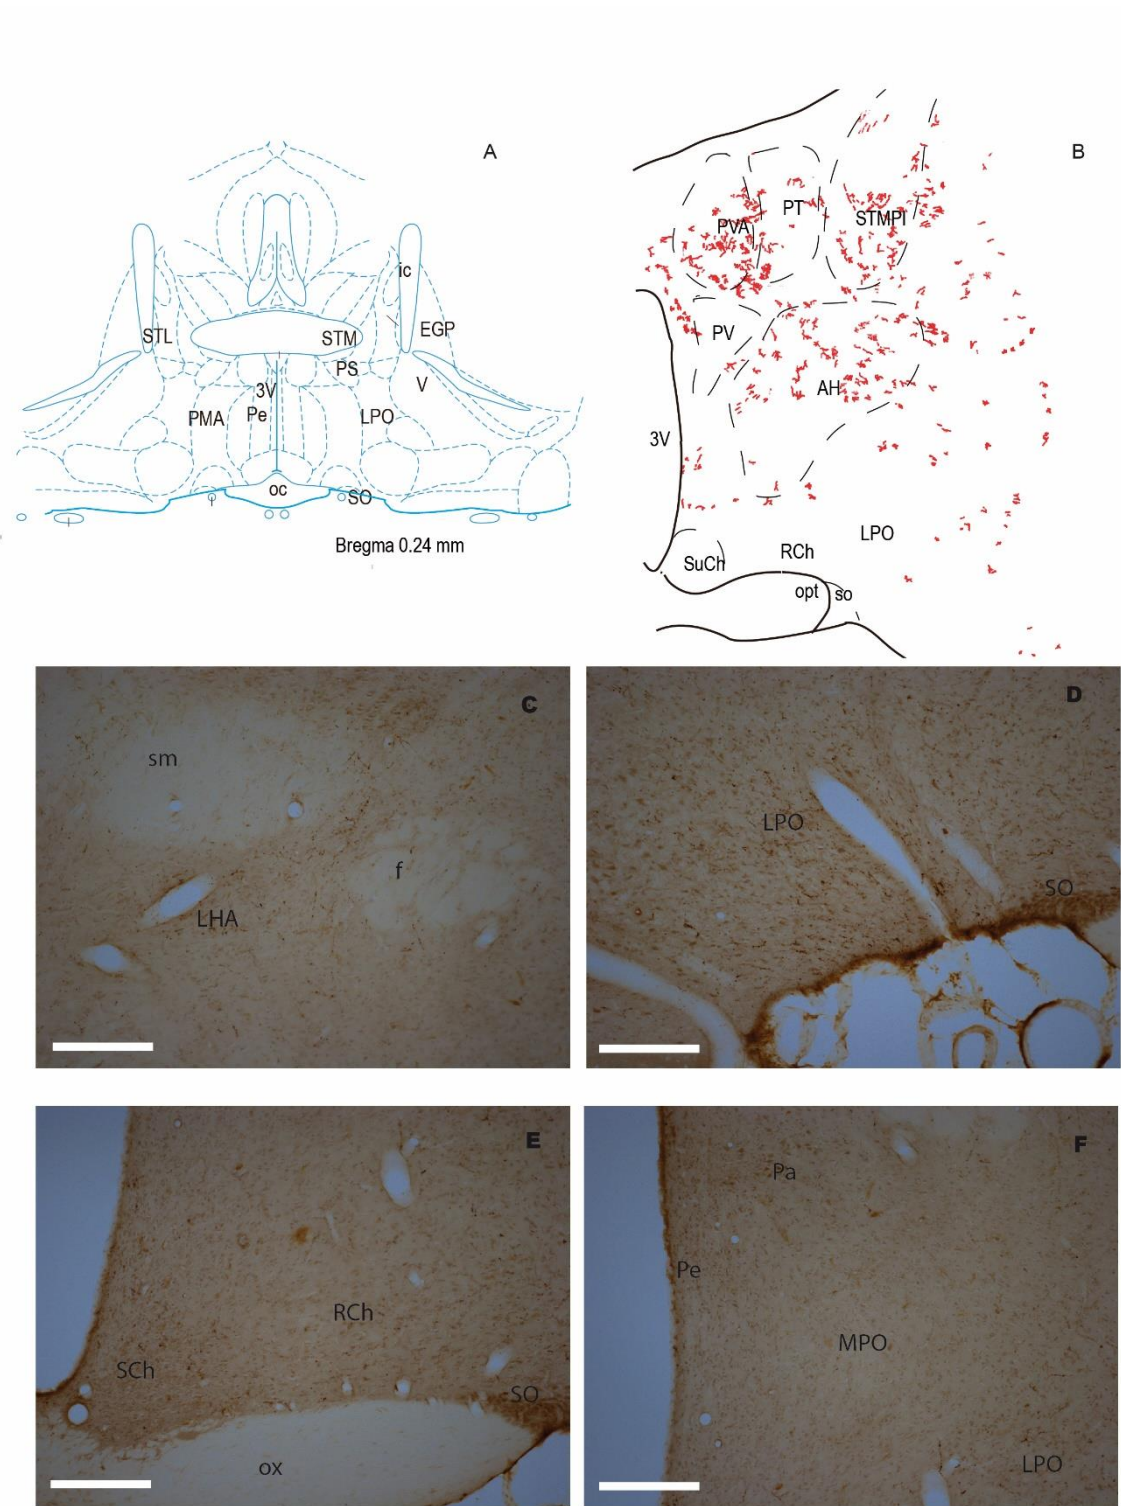 A
ic
STL
STM
EGP
PS
V
3V
Pe
PMA
LPO
oc
SO
Bregma 0.24 mm
B
PT
PVA
STMPI
PV
AH
3V
LPO
RCh
SuCh
opt
so
C
sm
f
LHA
D
LPO
SO
E
RCh
SCh
SO
ox
F
Pa
Pe
MPO
LPO